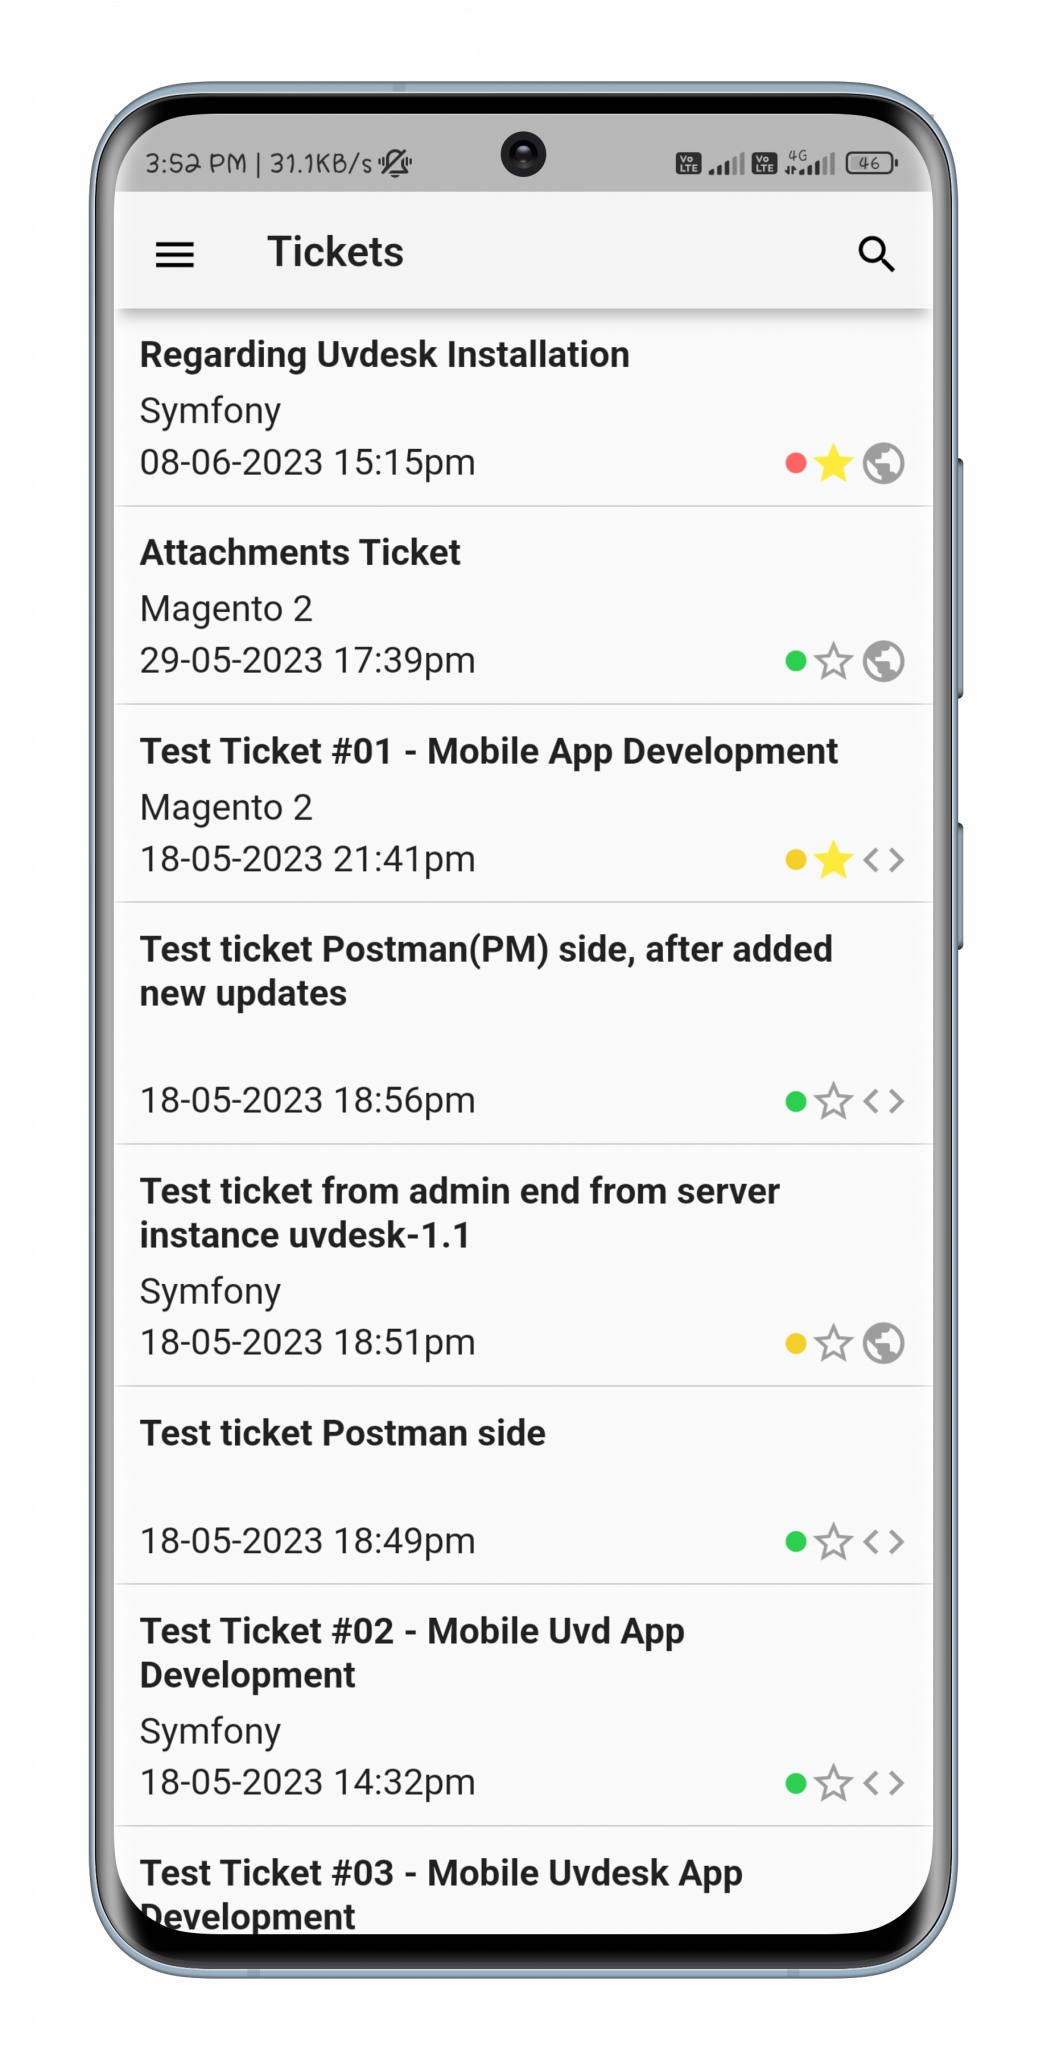 3:52 PM | 31.1KB/s
Vo LTE Vo LTE 4G 46
Tickets
Regarding Uvdesk Installation
Symfony
08-06-2023 15:15pm
Attachments Ticket
Magento 2
29-05-2023 17:39pm
Test Ticket #01 - Mobile App Development
Magento 2
18-05-2023 21:41pm
Test ticket Postman(PM) side, after added
new updates
18-05-2023 18:56pm
Test ticket from admin end from server
instance uvdesk-1.1
Symfony
18-05-2023 18:51pm
Test ticket Postman side
18-05-2023 18:49pm
Test Ticket #02 - Mobile Uvd App
Development
Symfony
18-05-2023 14:32pm
Test Ticket #03 - Mobile Uvdesk App
Development